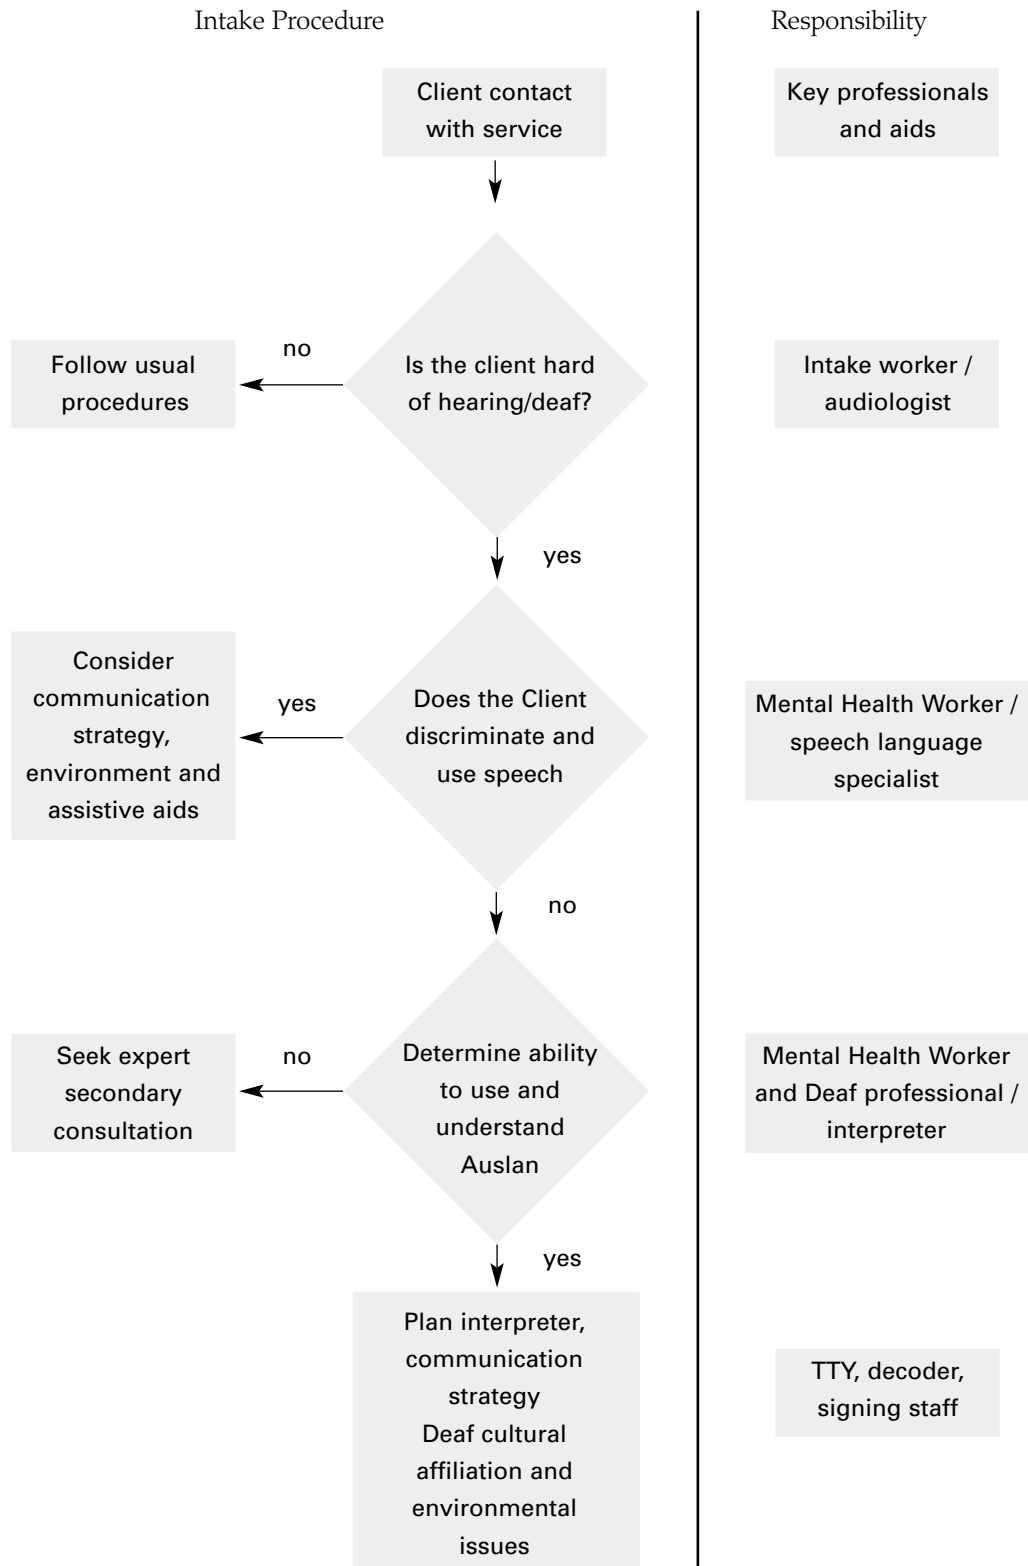 Intake Procedure
Responsibility
Client contact
with service
Key professionals
and aids
no
Follow usual
procedures
Is the client hard
of hearing/deaf?
Intake worker /
audiologist
yes
Consider
communication
strategy,
environment and
assistive aids
yes
Does the Client
discriminate and
use speech
Mental Health Worker /
speech language
specialist
no
Seek expert
secondary
consultation
no
Determine ability
to use and
understand
Auslan
Mental Health Worker
and Deaf professional /
interpreter
yes
Plan interpreter,
communication
strategy
Deaf cultural
affiliation and
environmental
issues
TTY, decoder,
signing staff